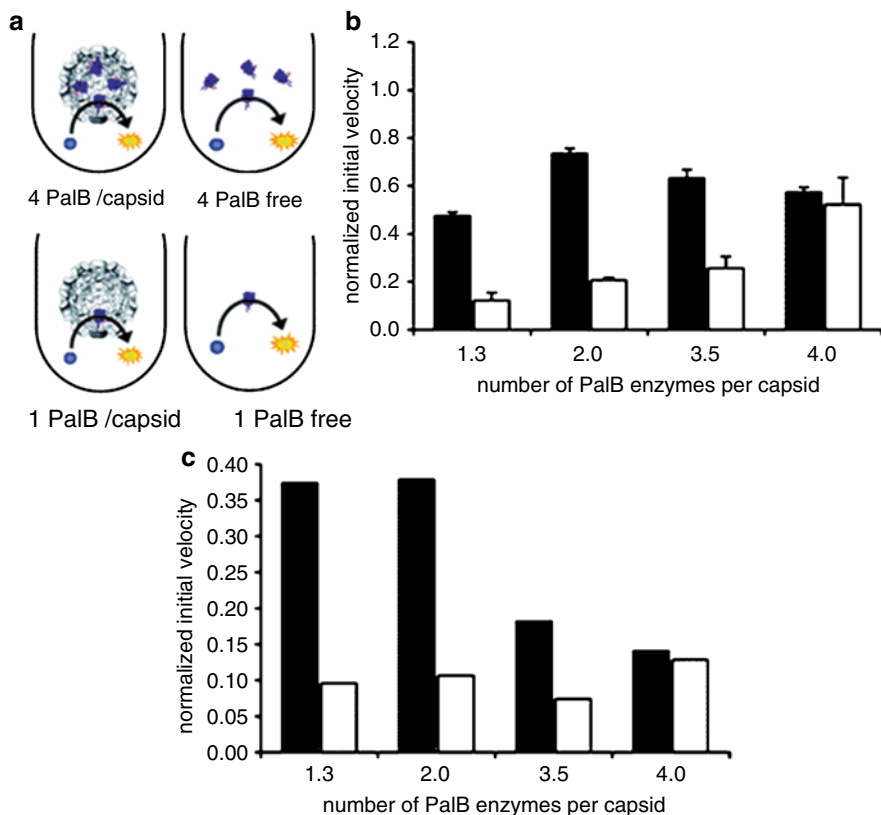 a
4 PalB /capsid 4 PalB free
1 PalB /capsid 1 PalB free
b
normalized initial velocity
1.2
1.0
0.8
0.6
0.4
0.2
0.0
1.3 2.0 3.5 4.0
number of PalB enzymes per capsid
c
normalized initial velocity
0.40
0.35
0.30
0.25
0.20
0.15
0.10
0.05
0.00
1.3 2.0 3.5 4.0
number of PalB enzymes per capsid